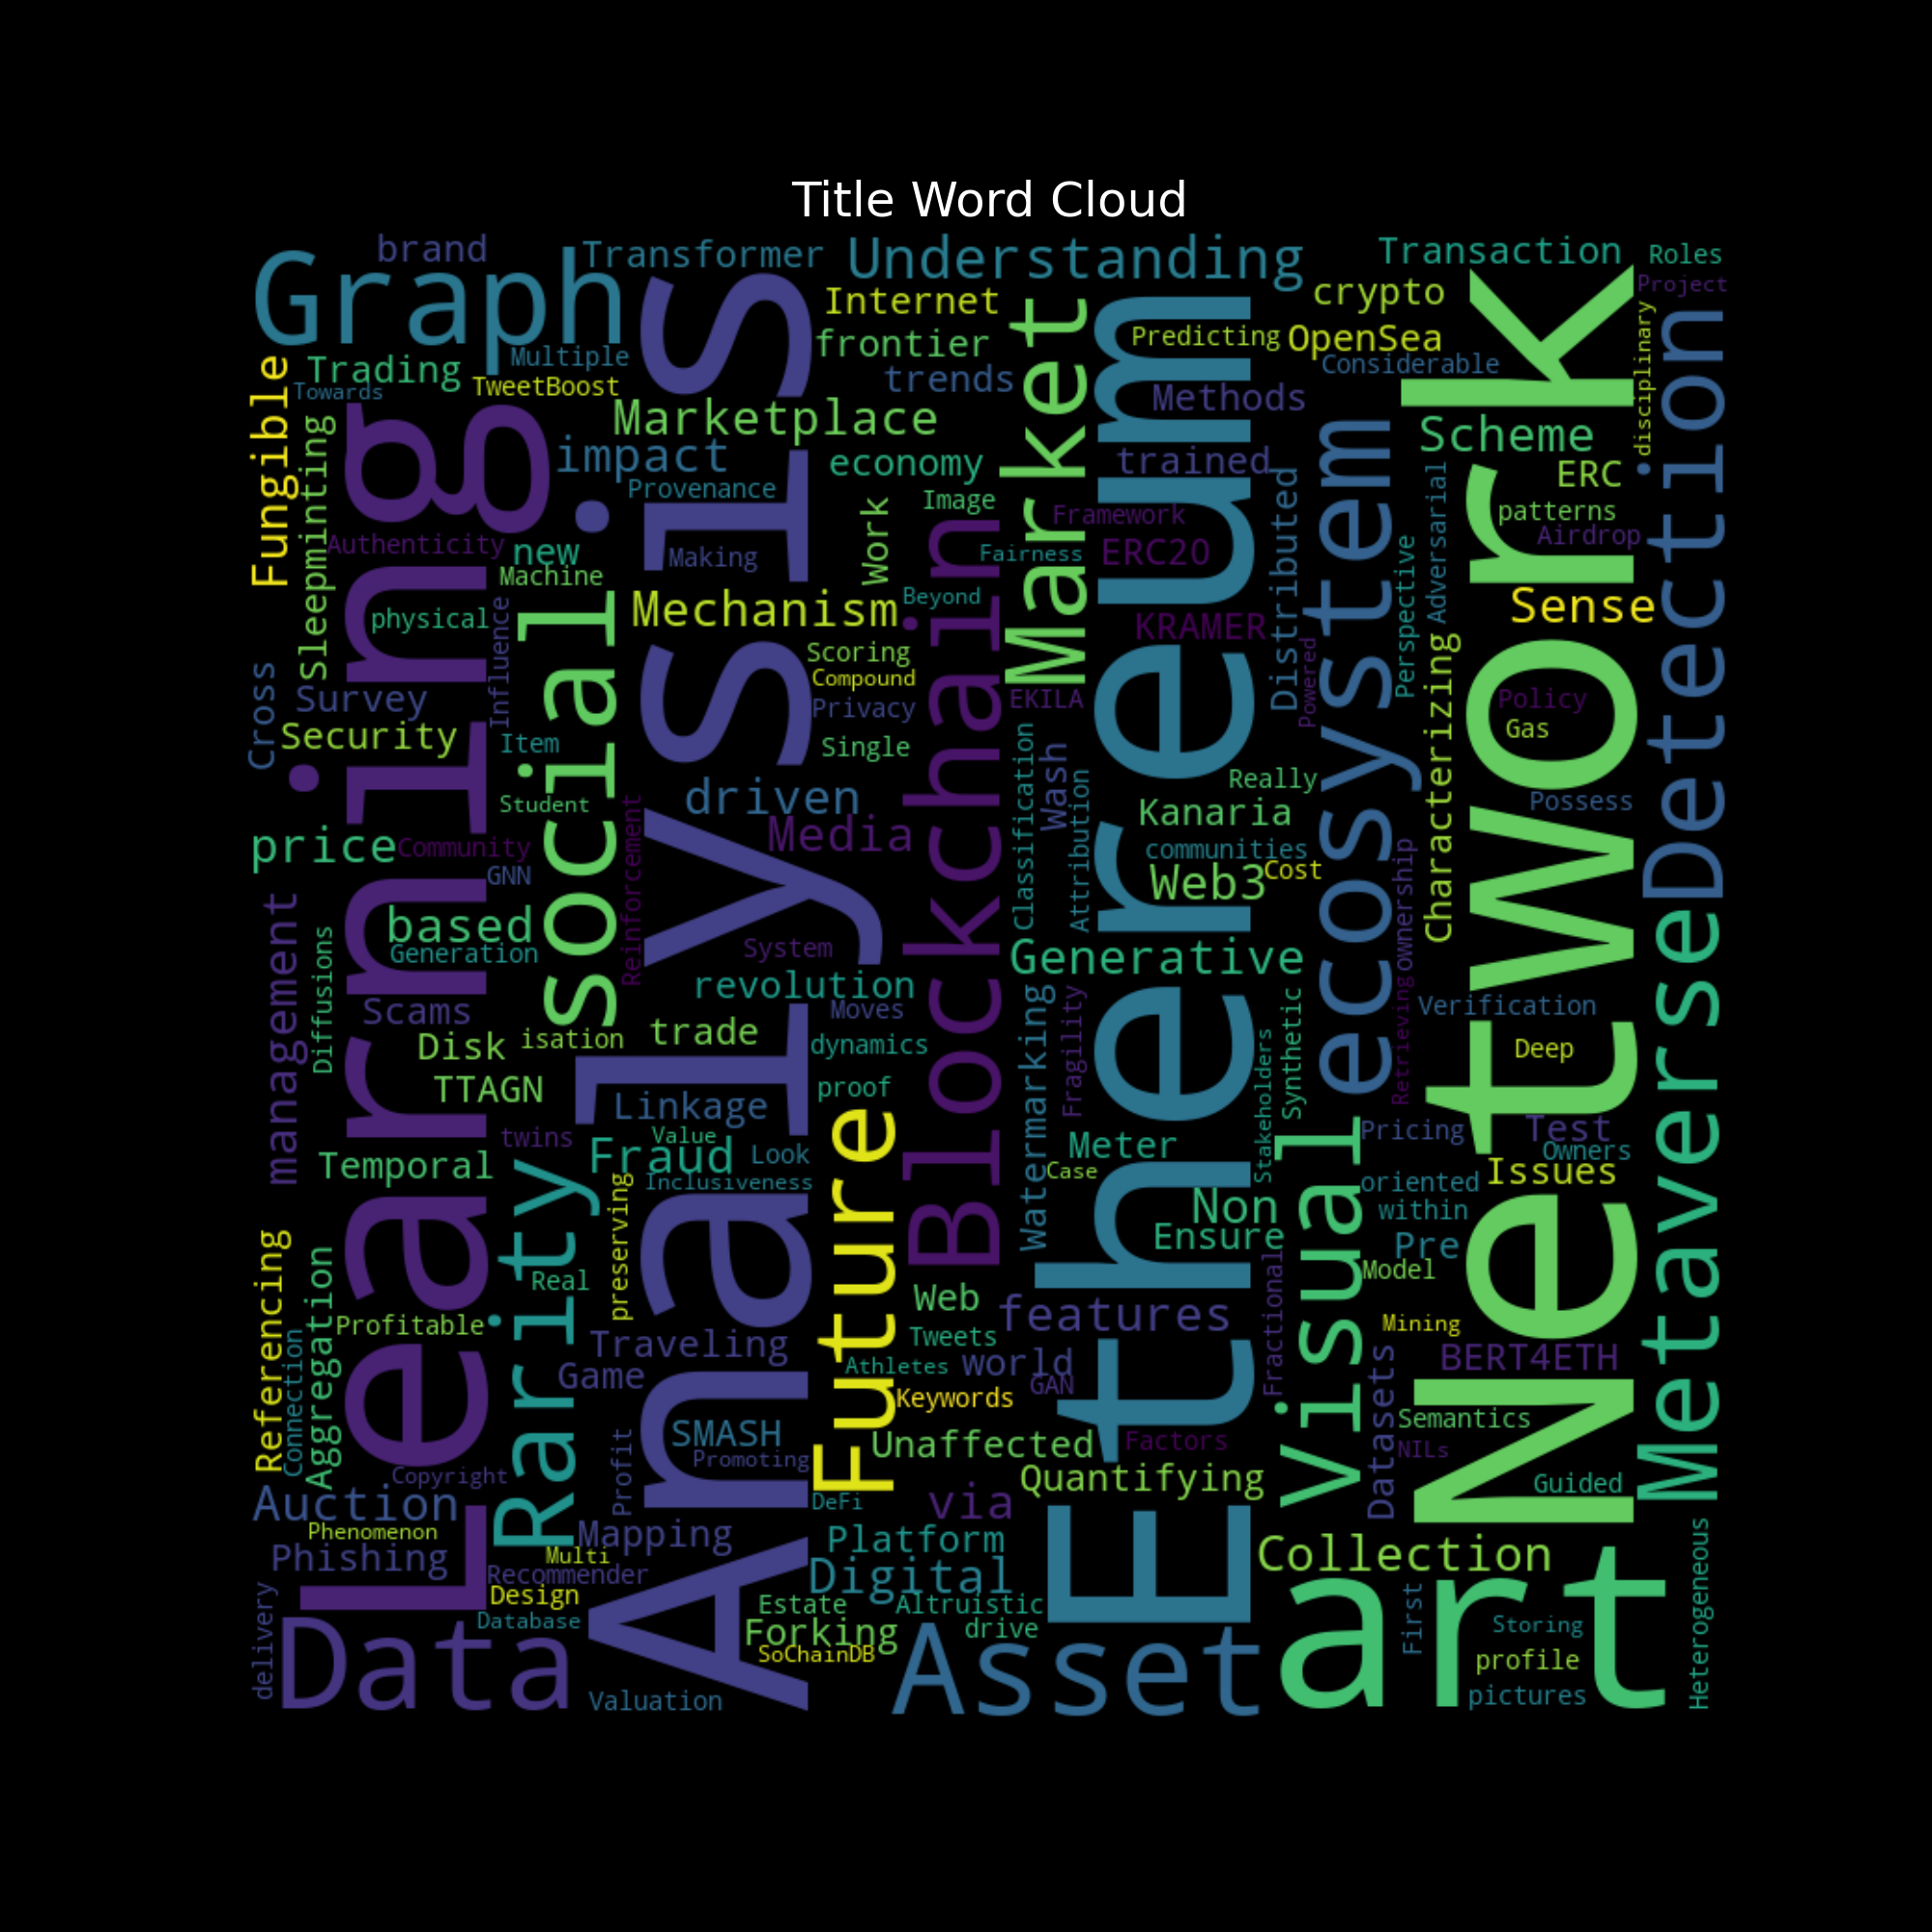 Title Word Cloud
Graph
brand
Transformer
Understanding
Transaction
Roles
Project
Internet
crypto
frontier
Predicting
OpenSea
Multiple
Considerable
Trading
TweetBoost
Towards
trends
Methods
Marketplace
Market
Fungible
Sleepminting
disciplinary
Detection
Scheme
impact
economy
trained
ERC
Provenance
Image
patterns
Work
Framework
Airdrop
Authenticity
new
Making
Fairness
ERC20
Distributed
ecosystem
Adversarial
Perspective
Network
Machine
Beyond
Mechanism
Sense
physical
KRAMER
Influence
social
Learning
Analysis
Blockchain
Ethereum
Scoring
Compound
Cross
Survey
EKILA
Policy
Privacy
Powered
Gas
Characterizing
Security
Item
Single
Classification
Wash
Attribution
Really
driven
Possess
Student
Kanaria
price
Community
Media
Reinforcement
communities
GNN
Web3
Cost
ownership
based
Generation
System
Generative
management
Diffusions
revolution
Moves
Scams
Verification
Retrieving
Disk
isation
trade
dynamics
Deep
Watermarking
Fragility
Synthetic
Stakeholders
TTAGN
proof
Linkage
Metaverse
twins
Value
Fraud
Look
Meter
Pricing
Test
Owners
Temporal
Rarity
Inclusiveness
Case
Issues
oriented
preserving
Future
Non
within
Ensure
Visual
Pre
Referencing
Aggregation
Connection
Real
Fractional
Model
Web
features
Profitable
Tweets
Mining
Traveling
Athletes
world
BERT4ETH
Game
GAN
Keywords
Datasets
Semantics
SMASH
Unaffected
Factors
NILs
Profit
Promoting
Copyright
Quantifying
Guided
Auction
DeFi
via
Phenomenon
Mapping
Platform
Phishing
Multi
Collection
Recommender
Digital
Heterogeneous
delivery
Design
Estate
Altruistic
art
First
Database
Forking
drive
Storing
Data
SoChainDB
Asset
profile
Valuation
pictures